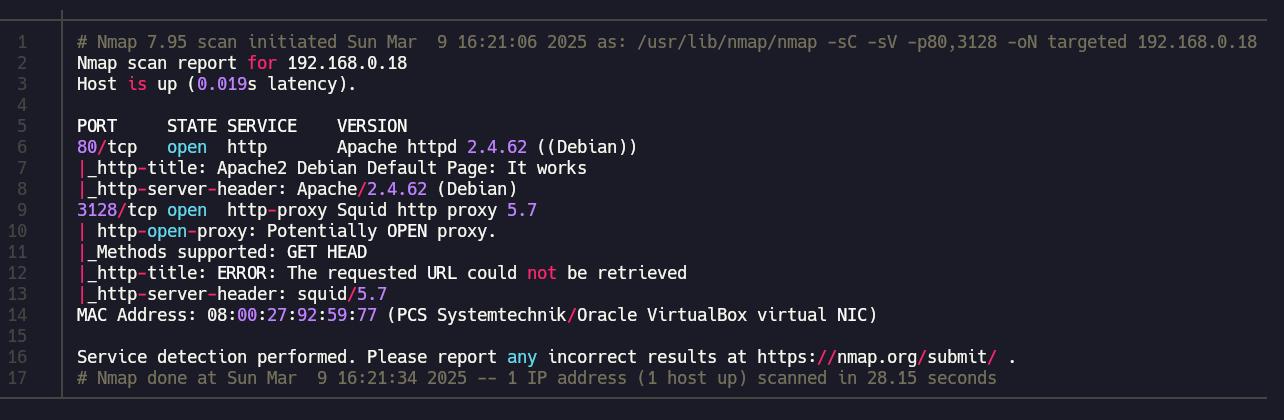 1 # Nmap 7.95 scan initiated Sun Mar  9 16:21:06 2025 as: /usr/lib/nmap/nmap -sC -sV -p80,3128 -oN targeted 192.168.0.18
2 Nmap scan report for 192.168.0.18
3 Host is up (0.019s latency).
4
5 PORT     STATE SERVICE    VERSION
6 80/tcp   open  http       Apache httpd 2.4.62 ((Debian))
7 |_http-title: Apache2 Debian Default Page: It works
8 |_http-server-header: Apache/2.4.62 (Debian)
9 3128/tcp open  http-proxy Squid http proxy 5.7
10 | http-open-proxy: Potentially OPEN proxy.
11 |_Methods supported: GET HEAD
12 |_http-title: ERROR: The requested URL could not be retrieved
13 |_http-server-header: squid/5.7
14 MAC Address: 08:00:27:92:59:77 (PCS Systemtechnik/Oracle VirtualBox virtual NIC)
15
16 Service detection performed. Please report any incorrect results at https://nmap.org/submit/ .
17 # Nmap done at Sun Mar  9 16:21:34 2025 -- 1 IP address (1 host up) scanned in 28.15 seconds